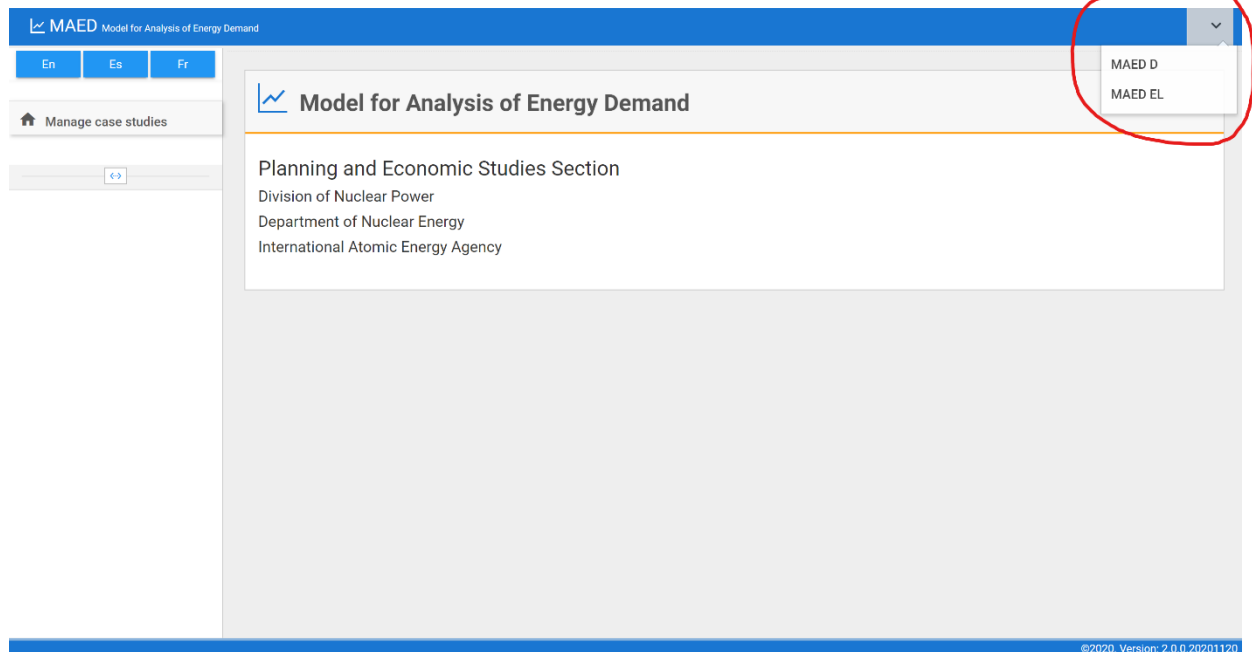 MAED Model for Analysis of Energy Demand
En Es Fr
MAED D
MAED EL
Manage case studies
Model for Analysis of Energy Demand
Planning and Economic Studies Section
Division of Nuclear Power
Department of Nuclear Energy
International Atomic Energy Agency
©2020, Version: 2.0.0.20201120